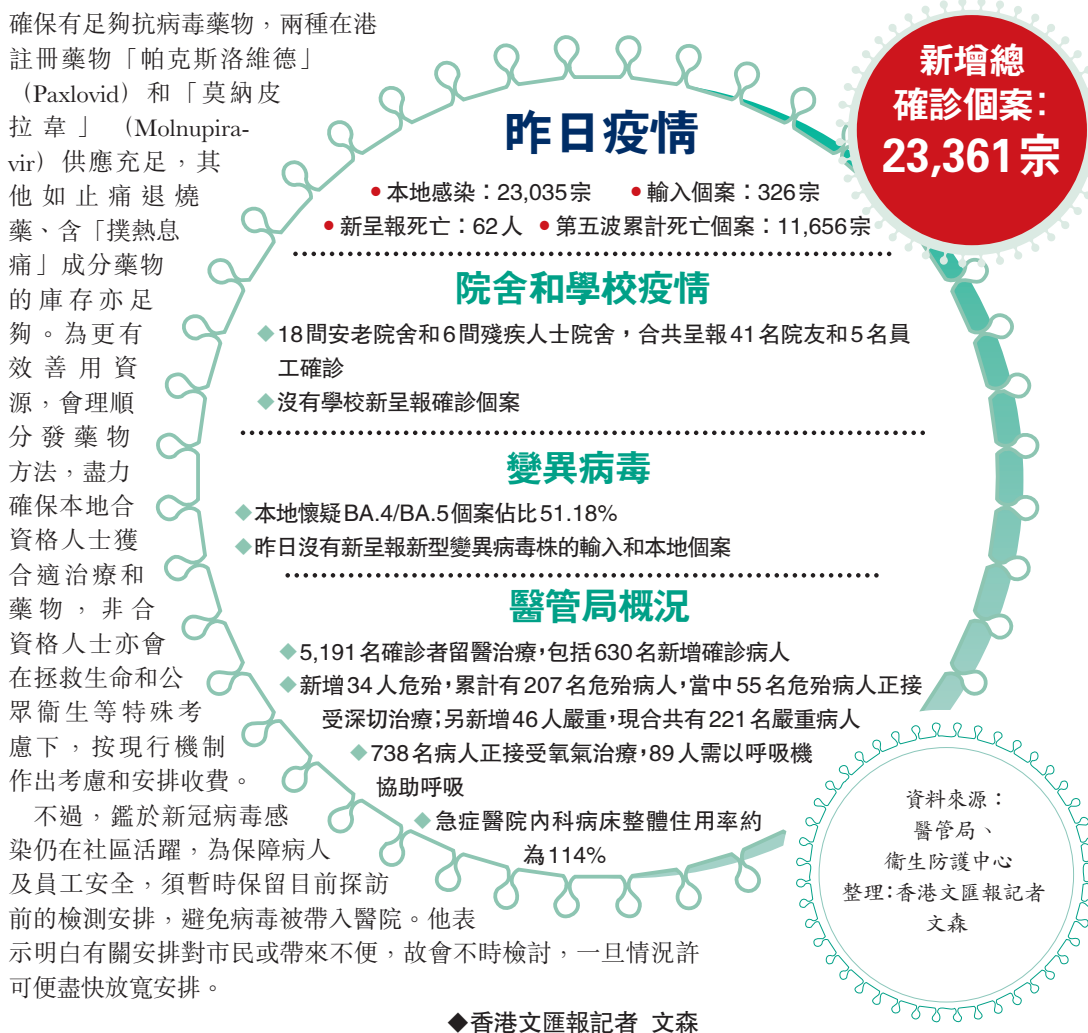 確保有足夠抗病毒藥物，兩種在港
註冊藥物「帕克斯洛維德」
（Paxlovid）和「莫納皮
拉韋」（Molnupira-
vir）供應充足，其
他如止痛退燒
藥、含「撲熱息
痛」成分藥物
的庫存亦足
夠。為更有
效善用資
源，會理順
分發藥物
方法，盡力
確保本地合
資格人士獲
合適治療和
藥物，非合
資格人士亦會
在拯救生命和公
眾衞生等特殊考
慮下，按現行機制
作出考慮和安排收費。
不過，鑑於新冠病毒感
染仍在社區活躍，為保障病人
及員工安全，須暫時保留目前探訪
前的檢測安排，避免病毒被帶入醫院。他表
示明白有關安排對市民或帶來不便，故會不時檢討，一旦情況許
可便盡快放寬安排。
◆香港文匯報記者 文森
昨日疫情
新增總
確診個案：
23,361宗
●本地感染：23,035宗 ●輸入個案：326宗
●新呈報死亡：62人 ●第五波累計死亡個案：11,656宗
院舍和學校疫情
◆18間安老院舍和6間殘疾人士院舍，合共呈報41名院友和5名員
工確診
◆沒有學校新呈報確診個案
變異病毒
◆本地懷疑BA.4/BA.5個案佔比51.18%
◆昨日沒有新呈報新型變異病毒株的輸入和本地個案
醫管局概況
◆5,191名確診者留醫治療，包括630名新增確診病人
◆新增34人危殆，累計有207名危殆病人，當中55名危殆病人正接
受深切治療；另新增46人嚴重，現合共有221名嚴重病人
◆738名病人正接受氧氣治療，89人需以呼吸機
協助呼吸
◆急症醫院內科病床整體住用率約
為114%
資料來源：
醫管局、
衞生防護中心
整理：香港文匯報記者
文森